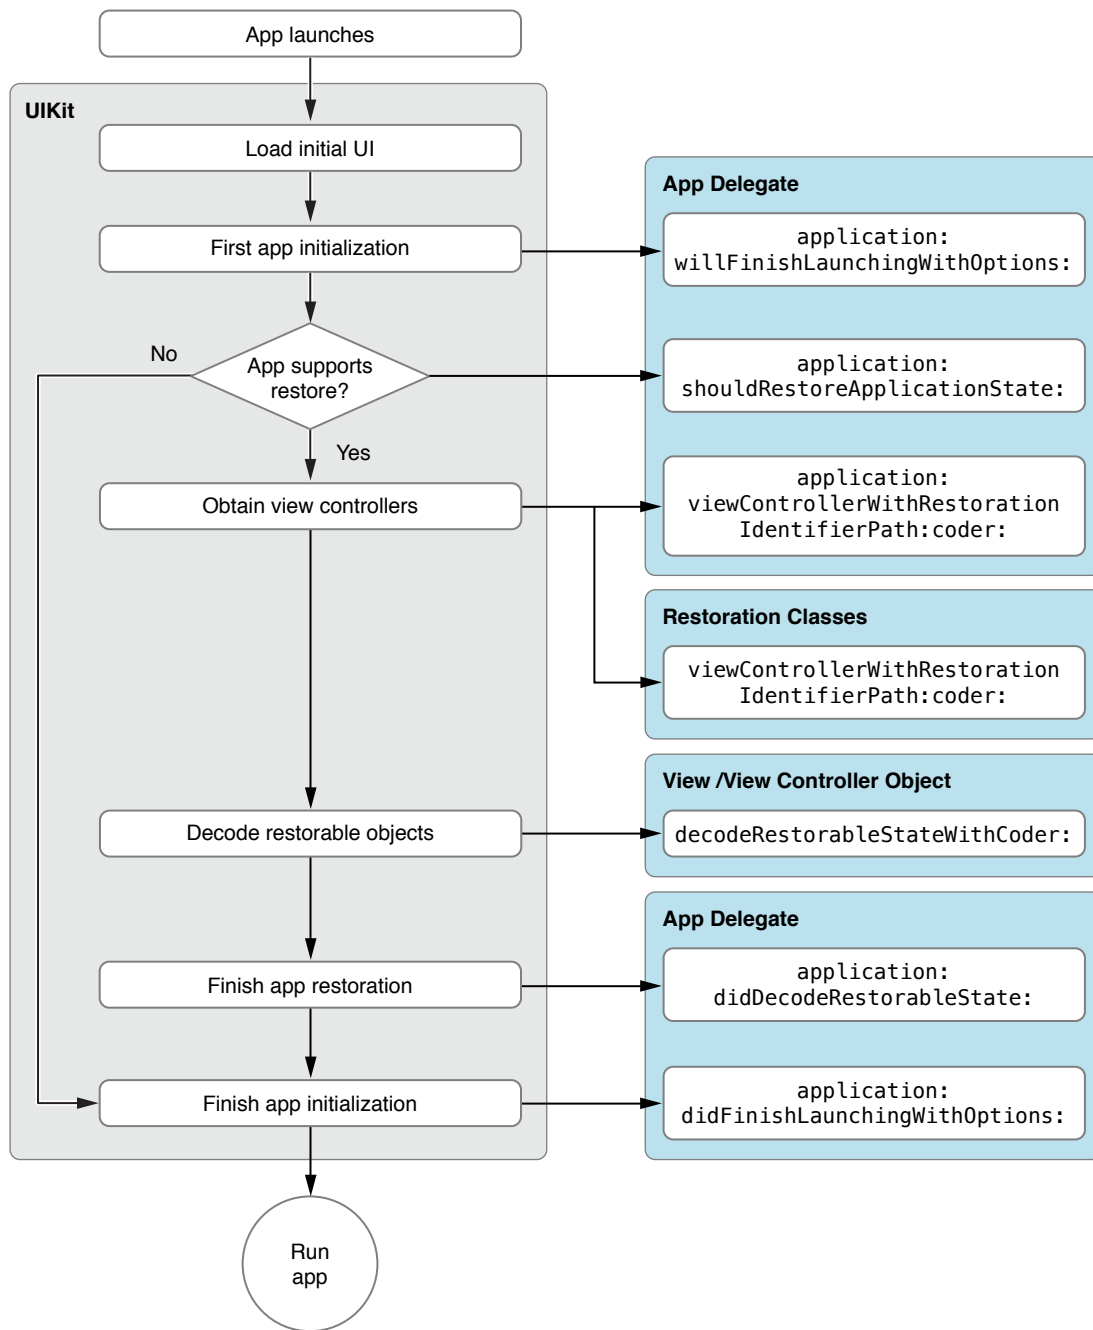 App launches
UIKit
Load initial UI
First app initialization
No
App supports
restore?
Yes
Obtain view controllers
Decode restorable objects
Finish app restoration
Finish app initialization
Run
app
App Delegate
application:
willFinishLaunchingWithOptions:
application:
shouldRestoreApplicationState:
application:
viewControllerWithRestoration
IdentifierPath:coder:
Restoration Classes
viewControllerWithRestoration
IdentifierPath:coder:
View /View Controller Object
decodeRestorableStateWithCoder:
App Delegate
application:
didDecodeRestorableState:
application:
didFinishLaunchingWithOptions: